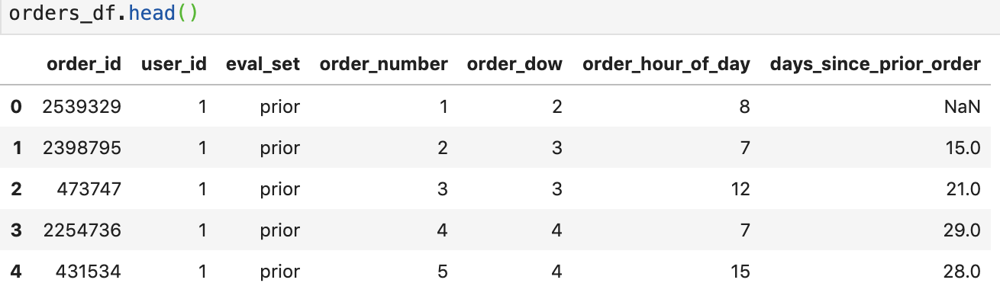 orders_df.head()
order_id user_id eval_set order_number order_dow order_hour_of_day days_since_prior_order
0 2539329 1 prior 1 2 8 NaN
1 2398795 1 prior 2 3 7 15.0
2 473747 1 prior 3 3 12 21.0
3 2254736 1 prior 4 4 7 29.0
4 431534 1 prior 5 4 15 28.0